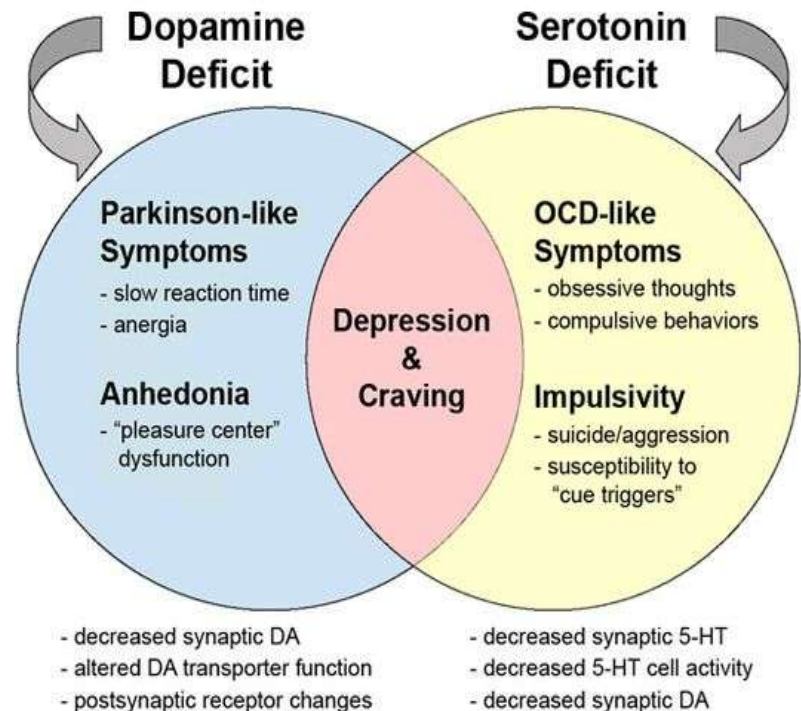 Dopamine
Deficit
Serotonin
Deficit
Parkinson-like
Symptoms
- slow reaction time
- anergia
Anhedonia
- “pleasure center”
dysfunction
Depression
&
Craving
OCD-like
Symptoms
- obsessive thoughts
- compulsive behaviors
Impulsivity
- suicide/aggression
- susceptibility to
“cue triggers”
- decreased synaptic DA
- altered DA transporter function
- postsynaptic receptor changes
- decreased synaptic 5-HT
- decreased 5-HT cell activity
- decreased synaptic DA